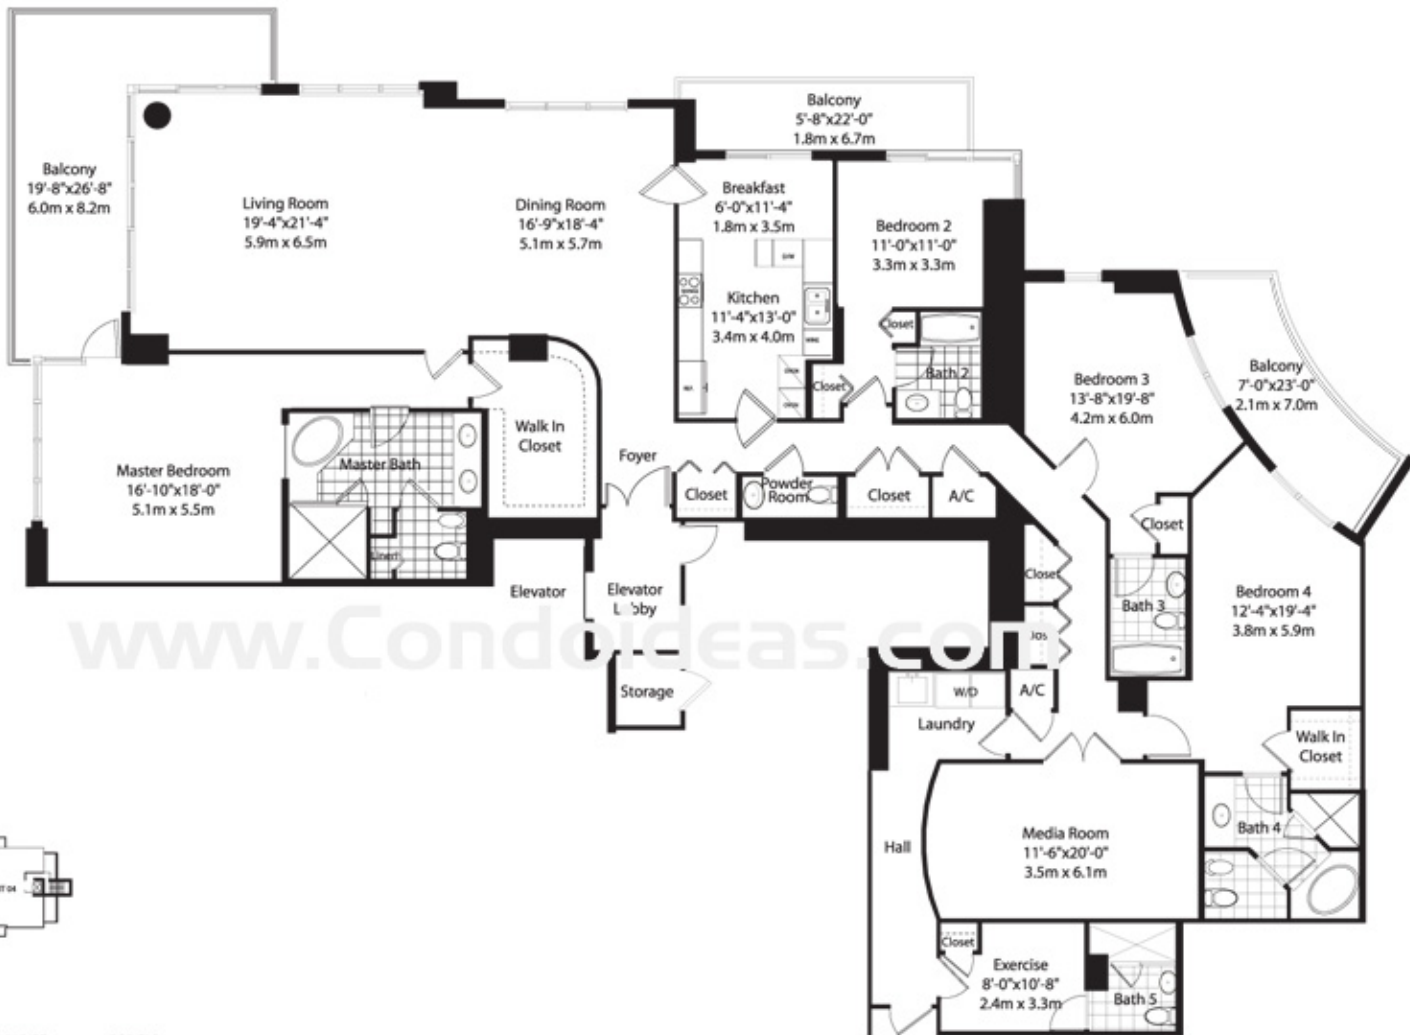 Balcony
19'-8"x26'-8"
6.0m x 8.2m
Living Room
19'-4"x21'-4"
5.9m x 6.5m
Dining Room
16'-9"x18'-4"
5.1m x 5.7m
Balcony
5'-8"x22'-0"
1.8m x 6.7m
Breakfast
6'-0"x11'-4"
1.8m x 3.5m
D/W
Kitchen
11'-4"x13'-0"
3.4m x 4.0m
Bedroom 2
11'-0"x11'-0"
3.3m x 3.3m
Closet
Bath 2
Closet
Bedroom 3
13'-8"x19'-8"
4.2m x 6.0m
Balcony
7'-0"x23'-0"
2.1m x 7.0m
Master Bedroom
16'-10"x18'-0"
5.1m x 5.5m
Master Bath
Linen
Walk In
Closet
Foyer
Closet
Powder
Room
Closet
A/C
Closet
Closet
Bath 3
Bedroom 4
12'-4"x19'-4"
3.8m x 5.9m
Elevator
Elevator
Lobby
www.Condoideas.com
Storage
W/D
A/C
Laundry
Walk In
Closet
Bath 4
Hall
Media Room
11'-6"x20'-0"
3.5m x 6.1m
Closet
Exercise
8'-0"x10'-8"
2.4m x 3.3m
Bath 5
04